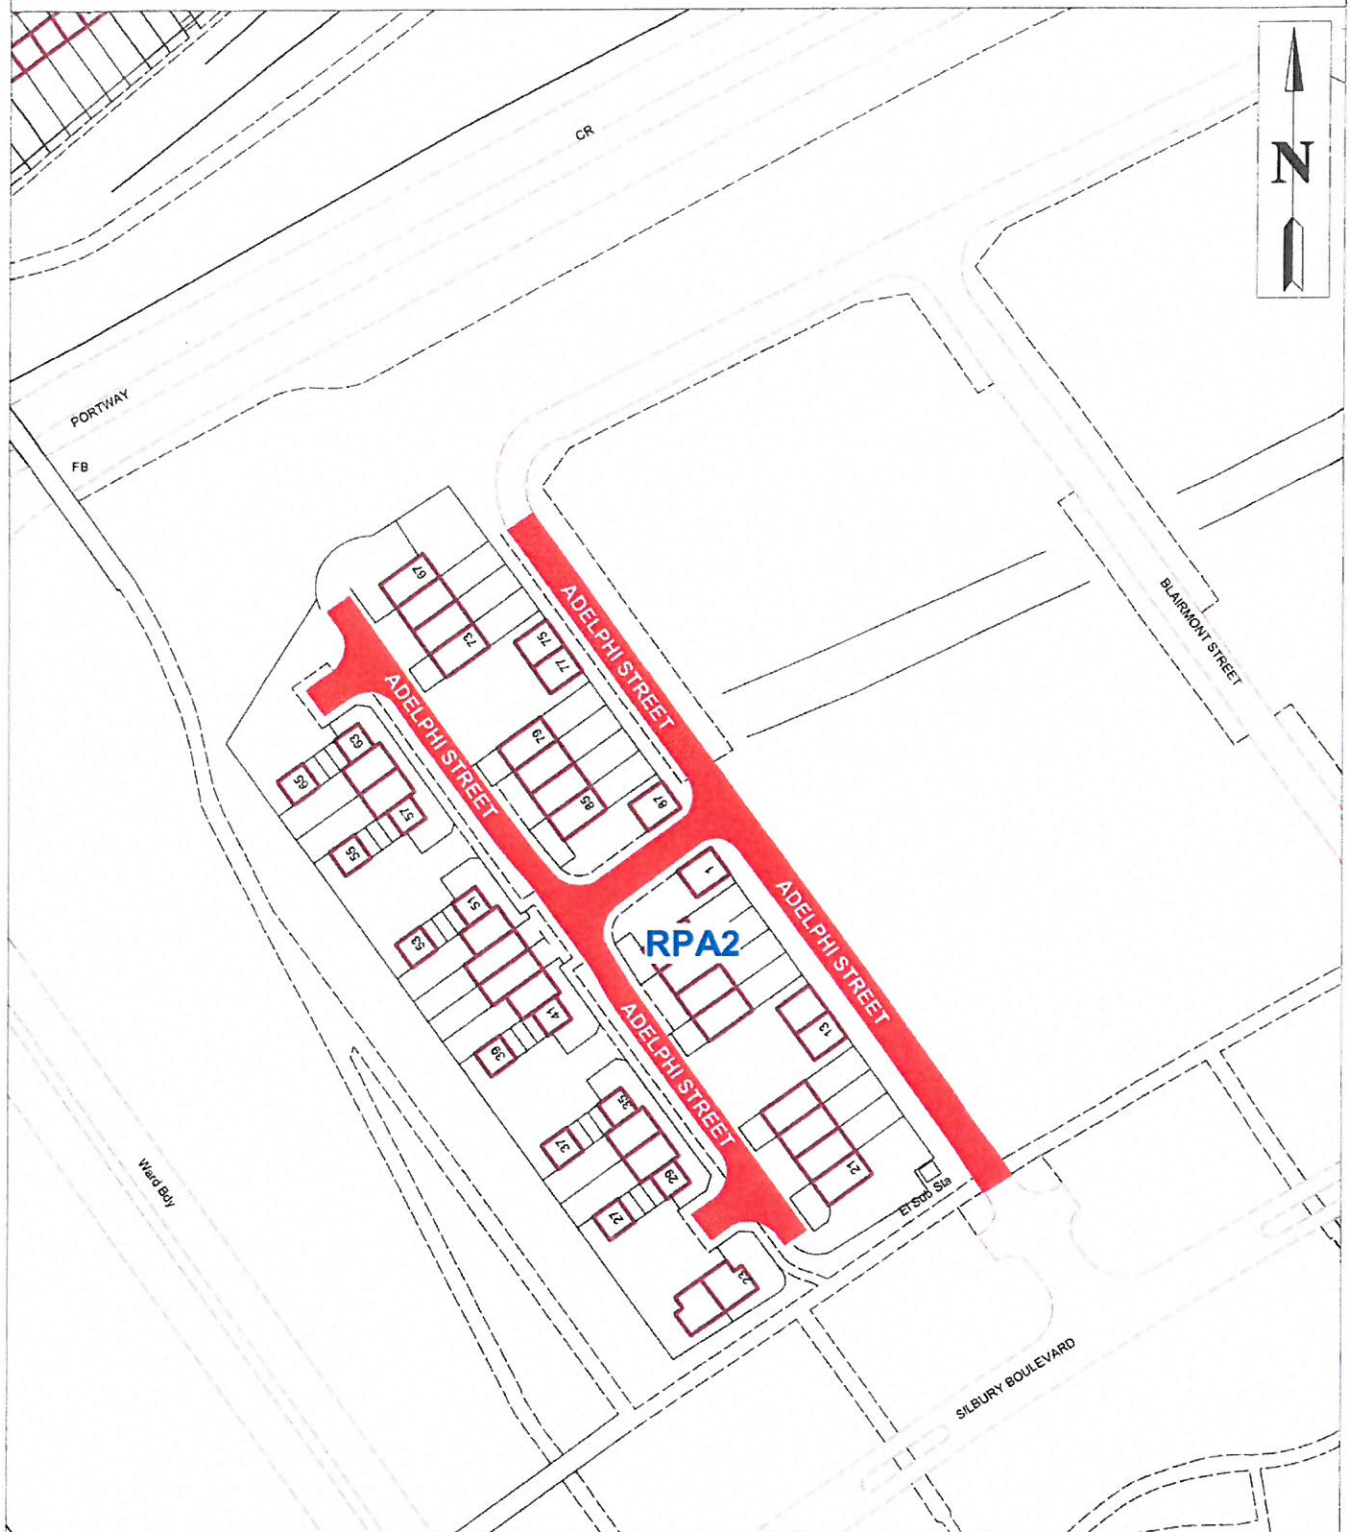 CR
N
PORTWAY
FB
67
73
75
77
ADELPHI STREET
BLAIRMONT STREET
ADELPHI STREET
63
65
57
55
79
85
87
1
51
53
RPA2
ADELPHI STREET
41
39
13
ADELPHI STREET
35
37
29
27
21
El Sub Sta
23
Ward Bdy
SILBURY BOULEVARD